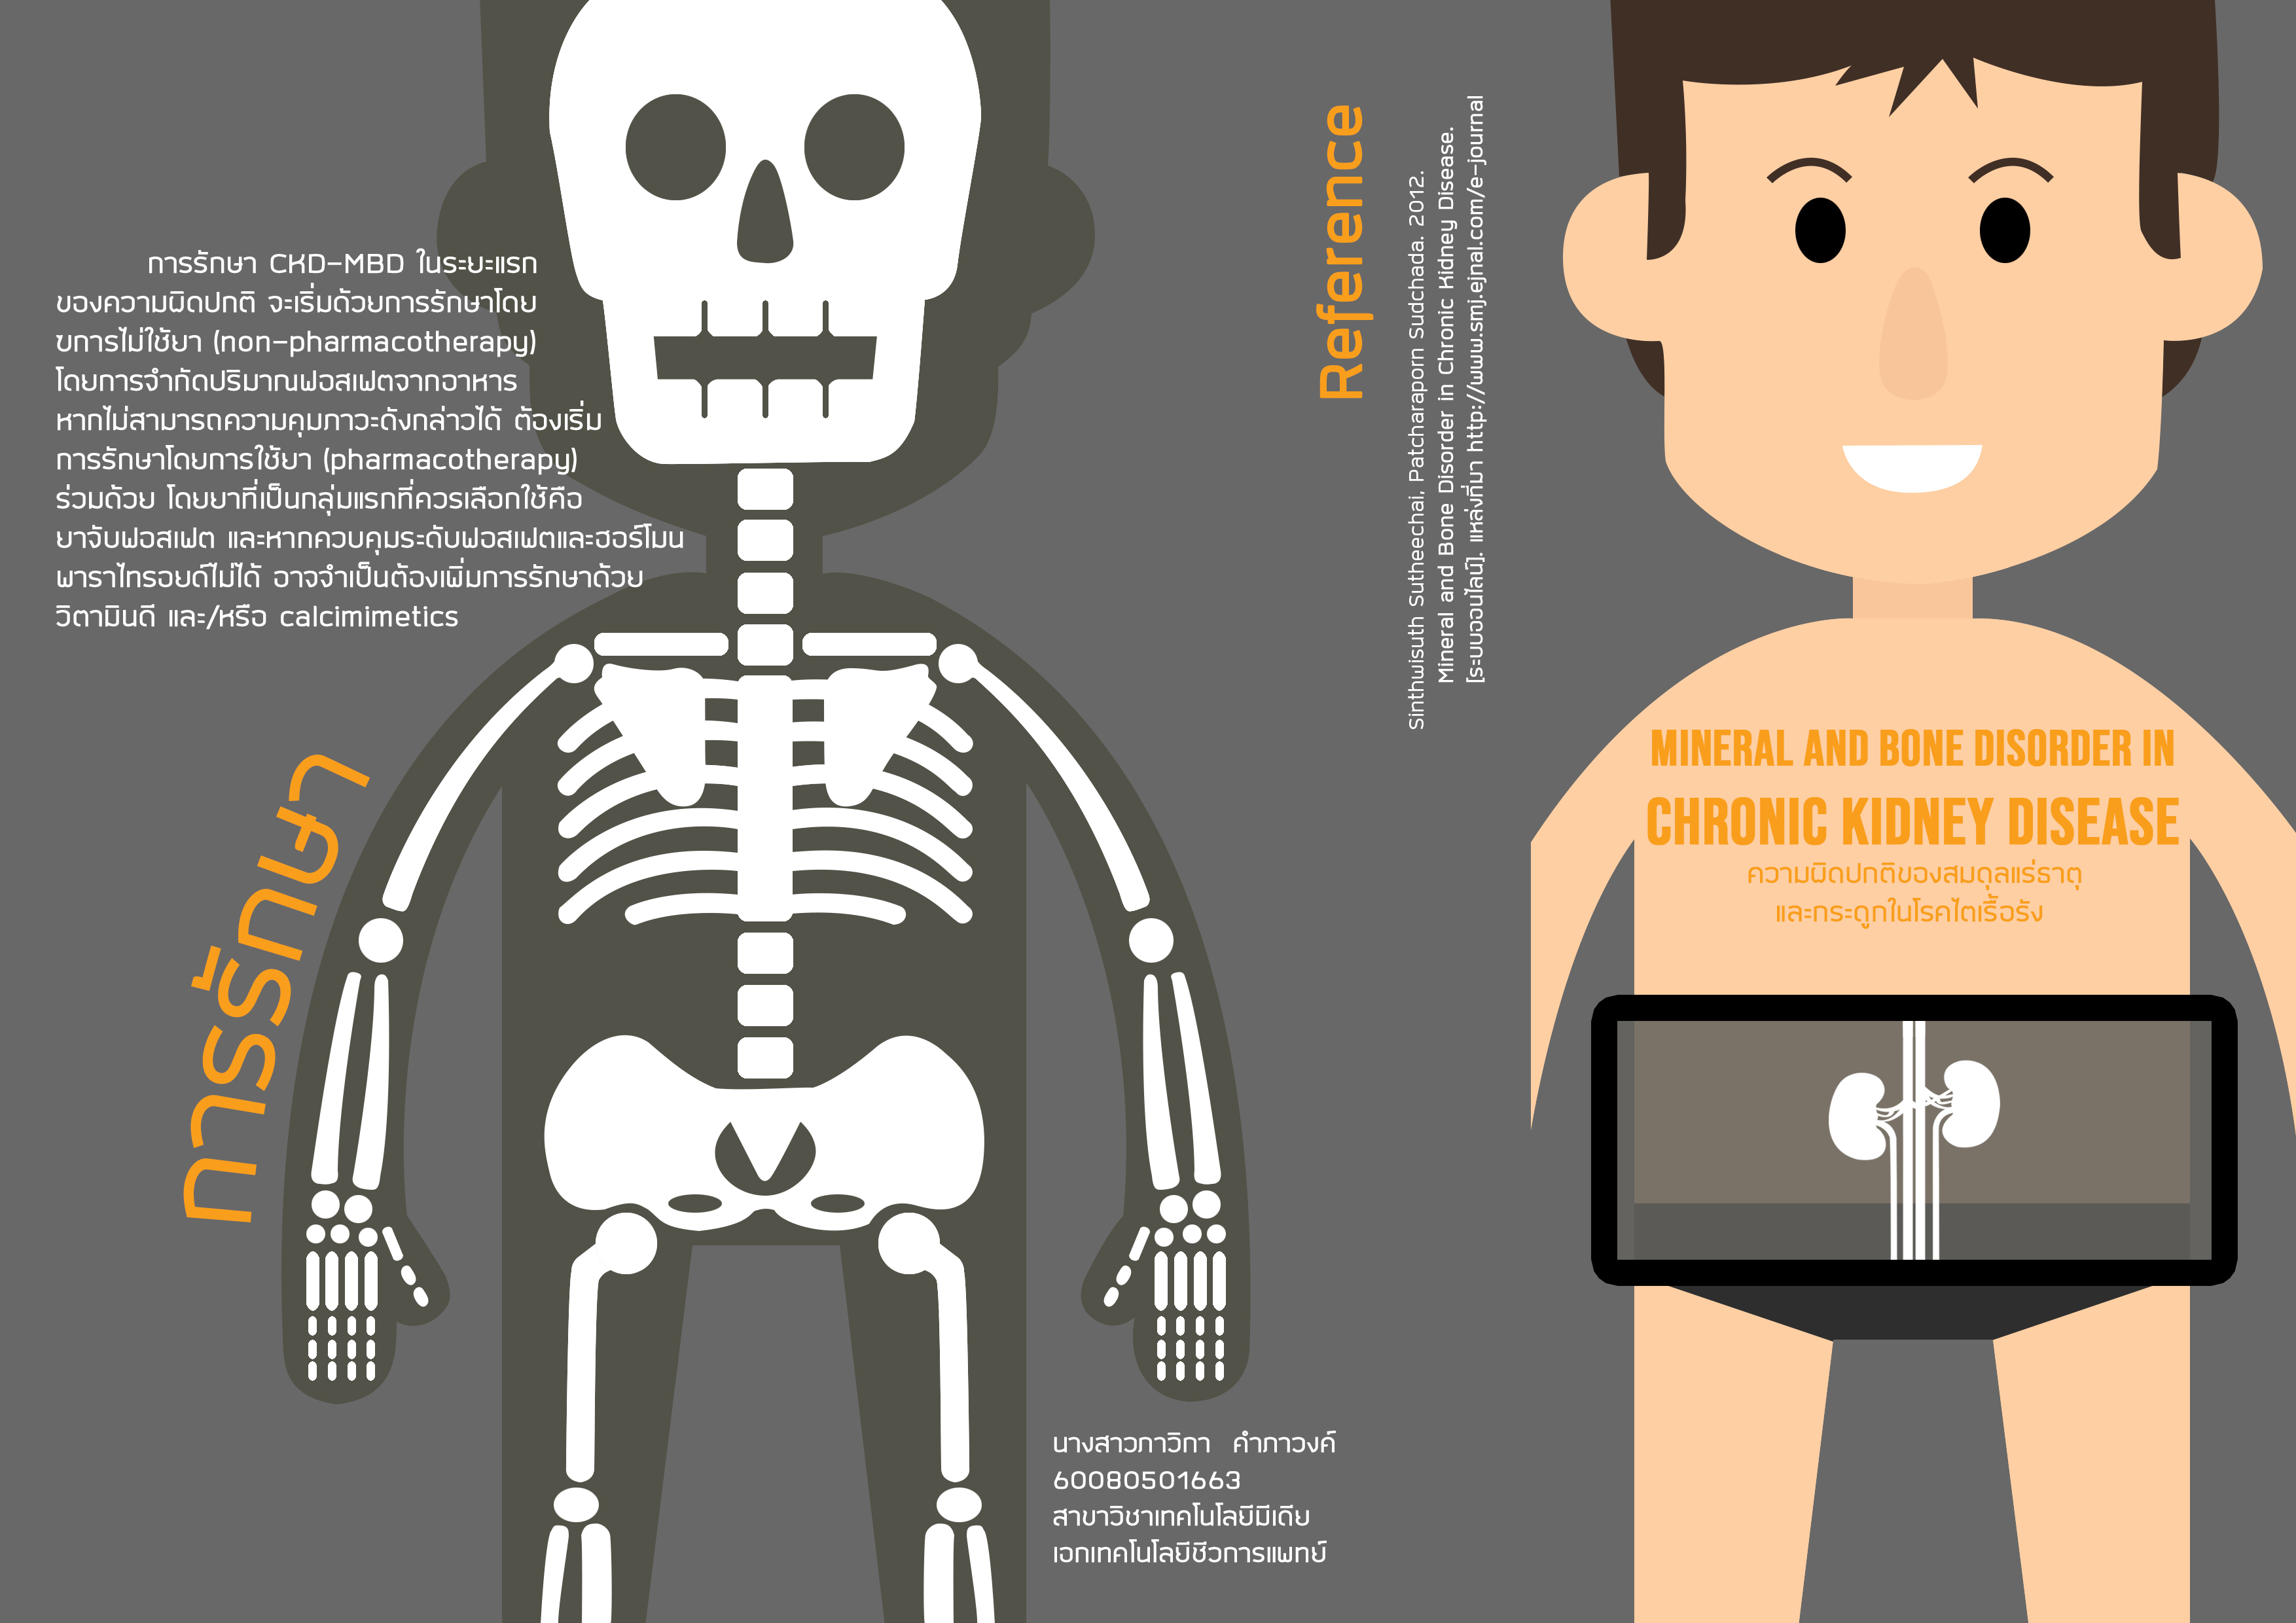 การรักษา CKD-MBD ในระยะแรก
ของความผิดปกติ จะเริ่มด้วยการรักษาโดย
ขการไม่ใช้ยา (non-pharmacotherapy)
โดยการจำกัดปริมาณฟอสเฟตจากอาหาร
หากไม่สามารถความคุมภาวะดังกล่าวได้ ต้องเริ่ม
การรักษาโดยการใช้ยา (pharmacotherapy)
ร่วมด้วย โดยยาที่เป็นกลุ่มแรกที่ควรเลือกใช้คือ
ยาจับฟอสเฟต และหากควบคุมระดับฟอสเฟตและฮอร์โมน
พาราไทรอยด์ไม่ได้ อาจจำเป็นต้องเพิ่มการรักษาด้วย
วิตามินดี และ/หรือ calcimimetics
การรักษา
Reference
Sinthwisuth Sutheechai, Patcharaporn Sudchada. 2012.
Mineral and Bone Disorder in Chronic Kidney Disease.
[ระบบออนไลน์]. แหล่งที่มา http://www.smj.ejnal.com/e-journal
นางสาวภาวิกา คำภาวงค์
60080501663
สาขาวิชาเทคโนโลยีมีเดีย
เอกเทคโนโลยีชีวการแพทย์
MINERAL AND BONE DISORDER IN
CHRONIC KIDNEY DISEASE
ความผิดปกติของสมดุลแร่ธาตุ
และกระดูกในโรคไตเรื้อรัง